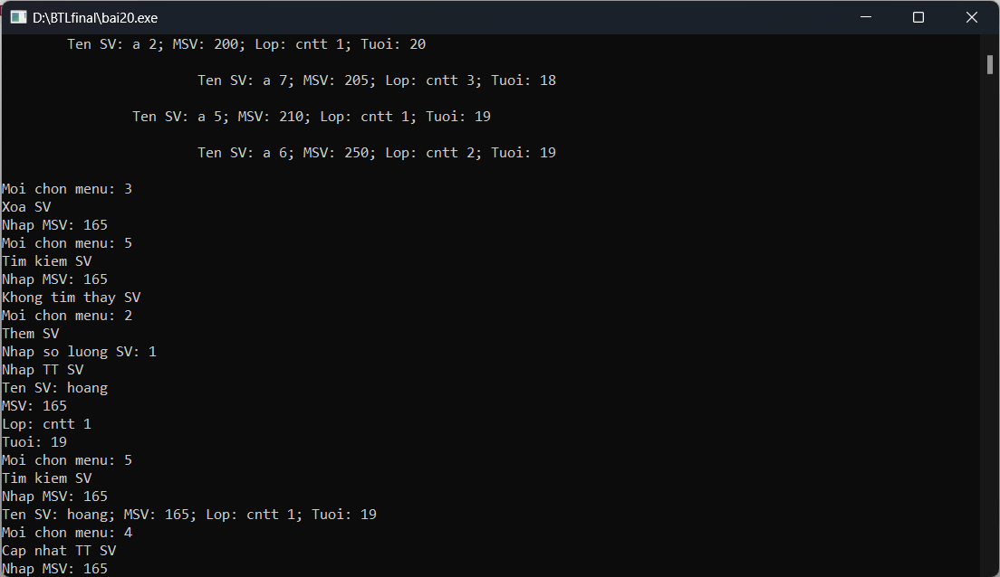 D:\BTLfinal\bai20.exe
Ten SV: a 2; MSV: 200; Lop: cntt 1; Tuoi: 20
Ten SV: a 7; MSV: 205; Lop: cntt 3; Tuoi: 18
Ten SV: a 5; MSV: 210; Lop: cntt 1; Tuoi: 19
Ten SV: a 6; MSV: 250; Lop: cntt 2; Tuoi: 19
Moi chon menu: 3
Xoa SV
Nhap MSV: 165
Moi chon menu: 5
Tim kiem SV
Nhap MSV: 165
Khong tim thay SV
Moi chon menu: 2
Them SV
Nhap so luong SV: 1
Nhap TT SV
Ten SV: hoang
MSV: 165
Lop: cntt 1
Tuoi: 19
Moi chon menu: 5
Tim kiem SV
Nhap MSV: 165
Ten SV: hoang; MSV: 165; Lop: cntt 1; Tuoi: 19
Moi chon menu: 4
Cap nhat TT SV
Nhap MSV: 165